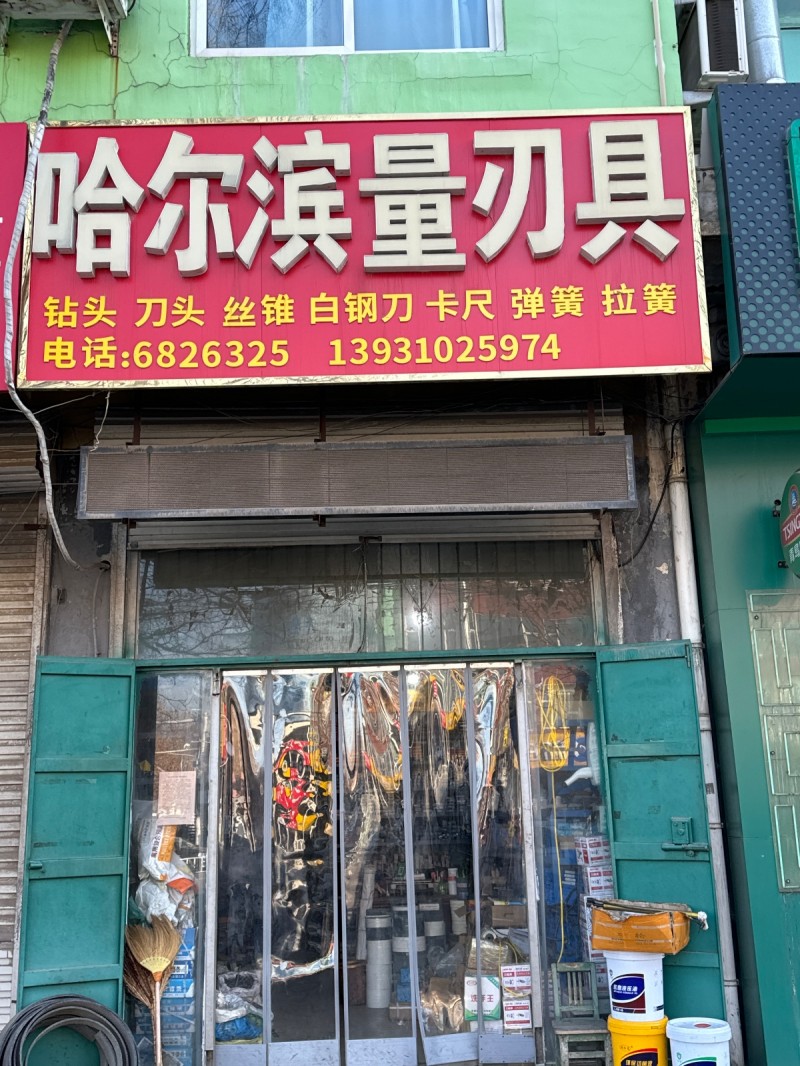 哈尔滨量刃具
钻头 刀头 丝锥 白钢刀 卡尺 弹簧 拉簧
电话:6826325 13931025974
TSING